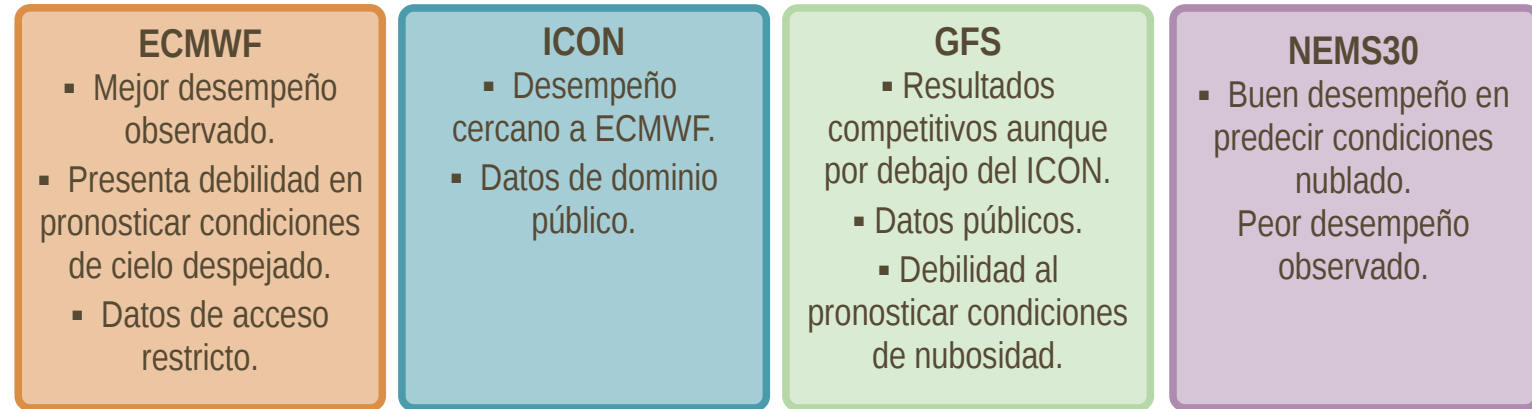 ECMWF
▪ Mejor desempeño
observado.
▪ Presenta debilidad en
pronosticar condiciones
de cielo despejado.
▪ Datos de acceso
restricto.
ICON
▪ Desempeño
cercano a ECMWF.
▪ Datos de dominio
público.
GFS
▪ Resultados
competitivos aunque
por debajo del ICON.
▪ Datos públicos.
▪ Debilidad al
pronosticar condiciones
de nubosidad.
NEMS30
▪ Buen desempeño en
predecir condiciones
nublado.
Peor desempeño
observado.